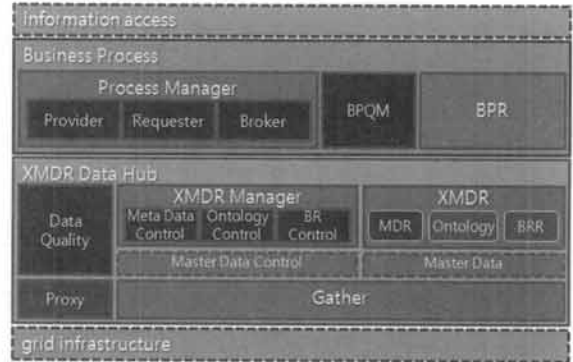 Information access
Business Process
Process Manager
Provider
Requester
Broker
BPQM
BPR
XMDR Data Hub
Data
Quality
XMDR Manager
Meta Data
Control
Ontology
Control
BR
Control
Master Data Control
XMDR
MDR
Ontology
BRR
Master Data
Proxy
Gather
grid infrastructure